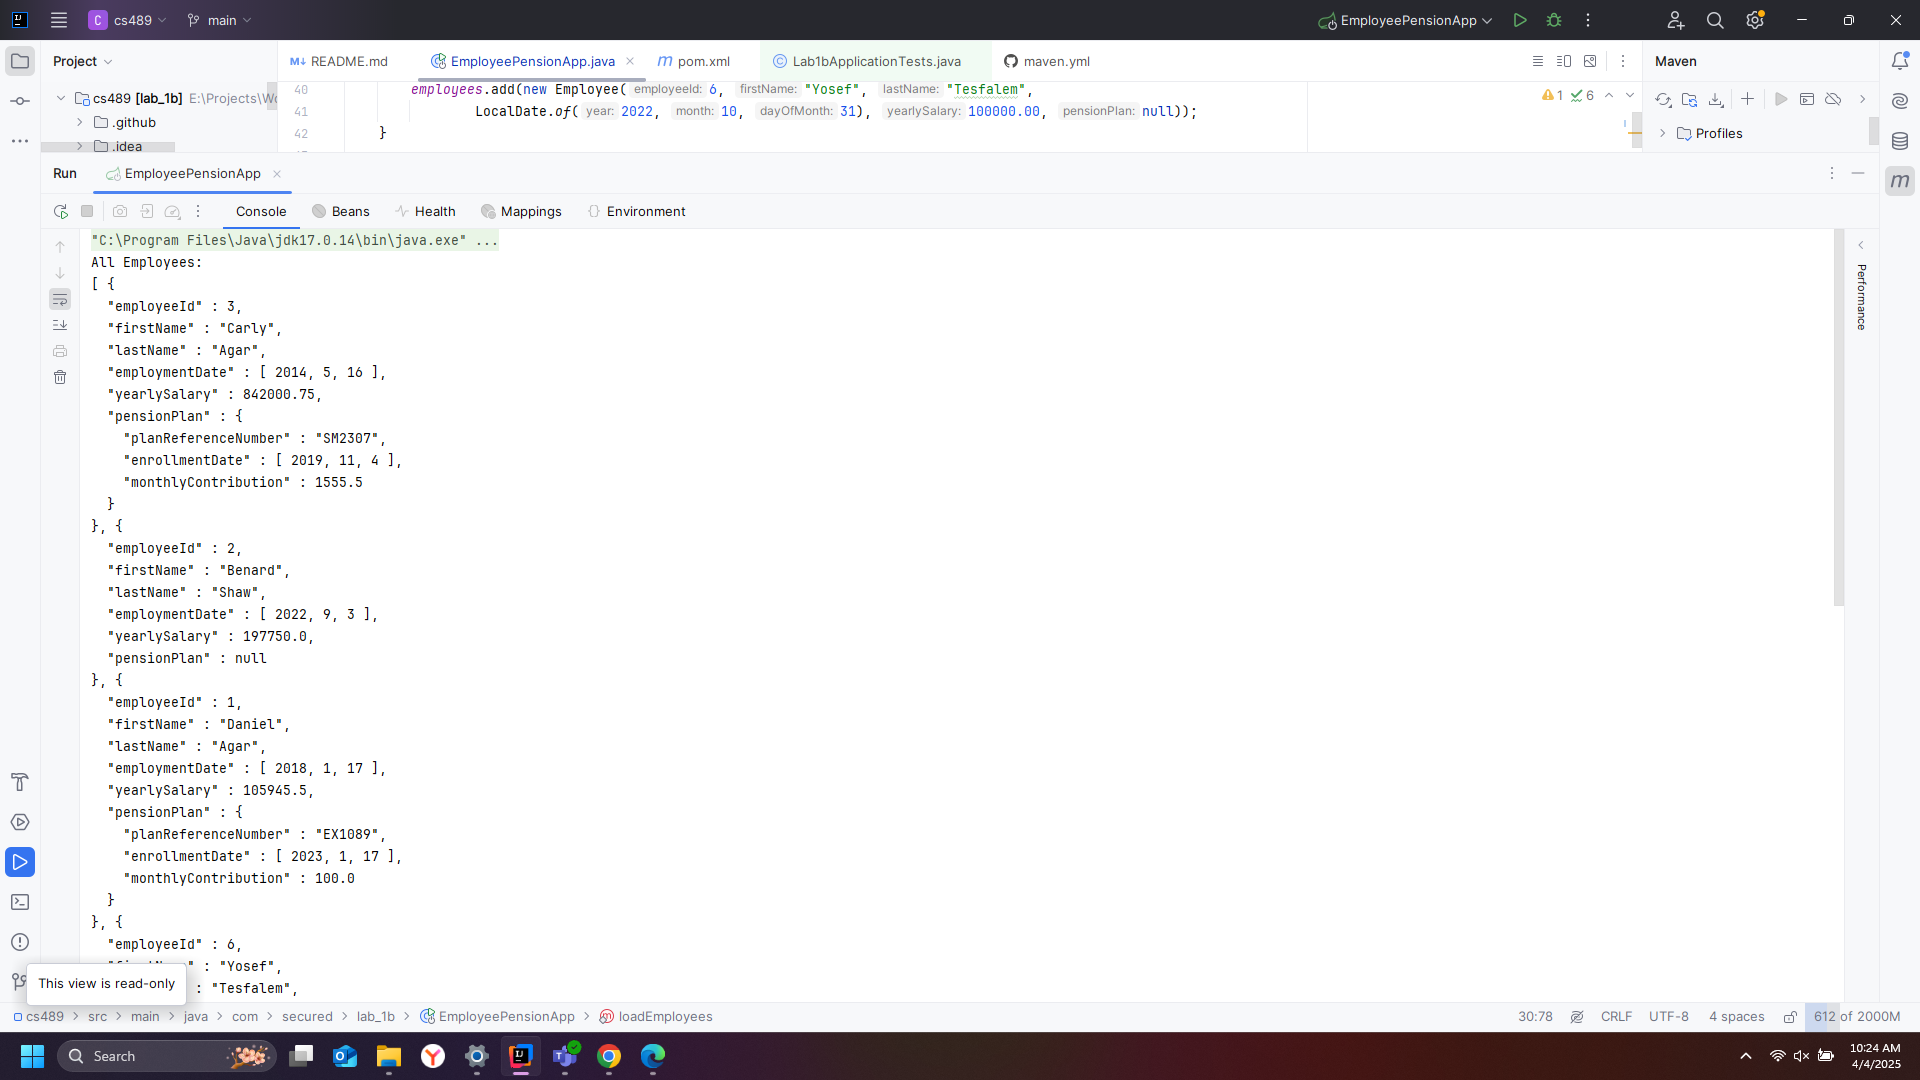 C cs489 main EmployeePensionApp
Project README.md EmployeePensionApp.java pom.xml Lab1bApplicationTests.java maven.yml Maven
cs489 [lab_1b] E:\Projects\Wo
.github
.idea
40 employees.add(new Employee( employeeId: 6, firstName: "Yosef", lastName: "Tesfalem",
41 LocalDate.of( year: 2022, month: 10, dayOfMonth: 31), yearlySalary: 100000.00, pensionPlan: null));
42 }
1 6
Profiles
Run EmployeePensionApp
Console Beans Health Mappings Environment
"C:\Program Files\Java\jdk17.0.14\bin\java.exe" ...
All Employees:
[ {
"employeeId" : 3,
"firstName" : "Carly",
"lastName" : "Agar",
"employmentDate" : [ 2014, 5, 16 ],
"yearlySalary" : 842000.75,
"pensionPlan" : {
"planReferenceNumber" : "SM2307",
"enrollmentDate" : [ 2019, 11, 4 ],
"monthlyContribution" : 1555.5
}
}, {
"employeeId" : 2,
"firstName" : "Benard",
"lastName" : "Shaw",
"employmentDate" : [ 2022, 9, 3 ],
"yearlySalary" : 197750.0,
"pensionPlan" : null
}, {
"employeeId" : 1,
"firstName" : "Daniel",
"lastName" : "Agar",
"employmentDate" : [ 2018, 1, 17 ],
"yearlySalary" : 105945.5,
"pensionPlan" : {
"planReferenceNumber" : "EX1089",
"enrollmentDate" : [ 2023, 1, 17 ],
"monthlyContribution" : 100.0
}
}, {
"employeeId" : 6,
: "Yosef",
: "Tesfalem",
Performance
This view is read-only
cs489 src main java com secured lab_1b EmployeePensionApp loadEmployees 30:78 CRLF UTF-8 4 spaces 612 of 2000M
Search
10:24 AM
4/4/2025